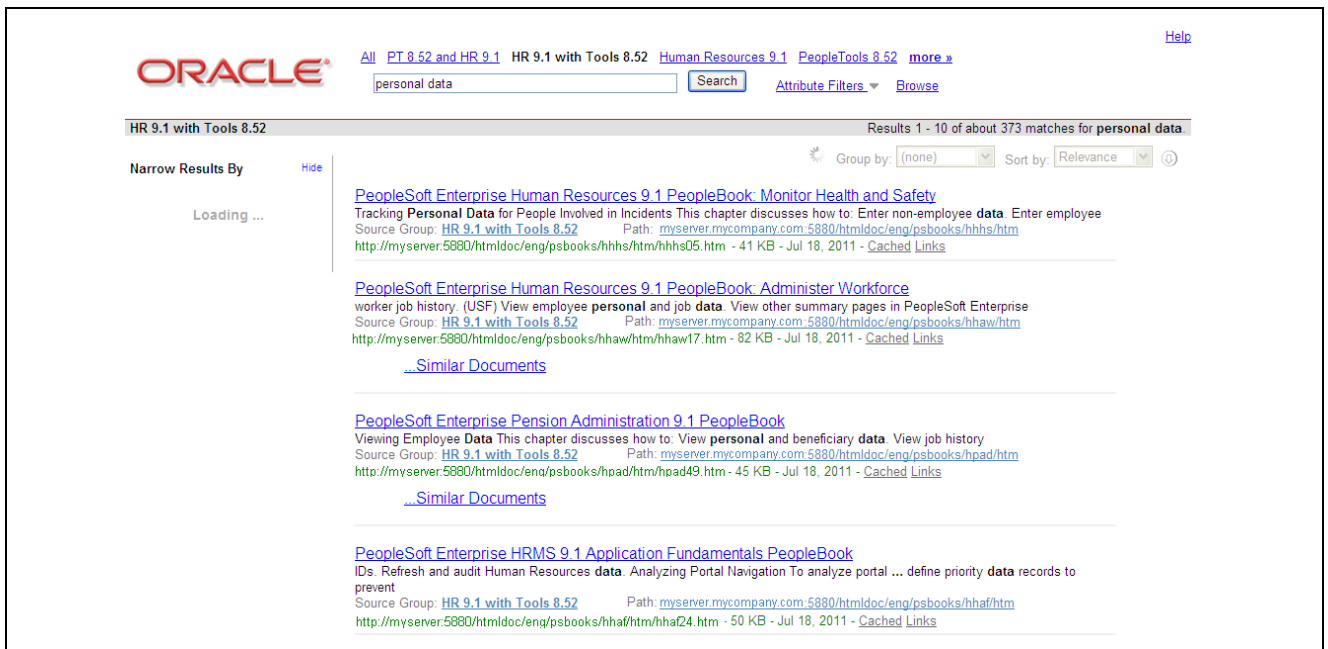 Help
ORACLE
All PT 8.52 and HR 9.1 HR 9.1 with Tools 8.52 Human Resources 9.1 PeopleTools 8.52 more »
personal data Search Attribute Filters Browse
HR 9.1 with Tools 8.52 Results 1 - 10 of about 373 matches for personal data.
Group by: (none) Sort by: Relevance
Narrow Results By Hide
Loading ...
PeopleSoft Enterprise Human Resources 9.1 PeopleBook: Monitor Health and Safety
Tracking Personal Data for People Involved in Incidents This chapter discusses how to: Enter non-employee data. Enter employee
Source Group: HR 9.1 with Tools 8.52 Path: myserver.mycompany.com:5880/htmldoc/eng/psbooks/hhhs/htm
http://myserver:5880/htmldoc/eng/psbooks/hhhs/htm/hhhs05.htm - 41 KB - Jul 18, 2011 - Cached Links
PeopleSoft Enterprise Human Resources 9.1 PeopleBook: Administer Workforce
worker job history. (USF) View employee personal and job data. View other summary pages in PeopleSoft Enterprise
Source Group: HR 9.1 with Tools 8.52 Path: myserver.mycompany.com:5880/htmldoc/eng/psbooks/hhaw/htm
http://myserver:5880/htmldoc/eng/psbooks/hhaw/htm/hhaw17.htm - 82 KB - Jul 18, 2011 - Cached Links
...Similar Documents
PeopleSoft Enterprise Pension Administration 9.1 PeopleBook
Viewing Employee Data This chapter discusses how to: View personal and beneficiary data. View job history
Source Group: HR 9.1 with Tools 8.52 Path: myserver.mycompany.com:5880/htmldoc/eng/psbooks/hpad/htm
http://myserver:5880/htmldoc/eng/psbooks/hpad/htm/hpad49.htm - 45 KB - Jul 18, 2011 - Cached Links
...Similar Documents
PeopleSoft Enterprise HRMS 9.1 Application Fundamentals PeopleBook
IDs. Refresh and audit Human Resources data. Analyzing Portal Navigation To analyze portal ... define priority data records to
prevent
Source Group: HR 9.1 with Tools 8.52 Path: myserver.mycompany.com:5880/htmldoc/eng/psbooks/hhaf/htm
http://myserver:5880/htmldoc/eng/psbooks/hhaf/htm/hhaf24.htm - 50 KB - Jul 18, 2011 - Cached Links